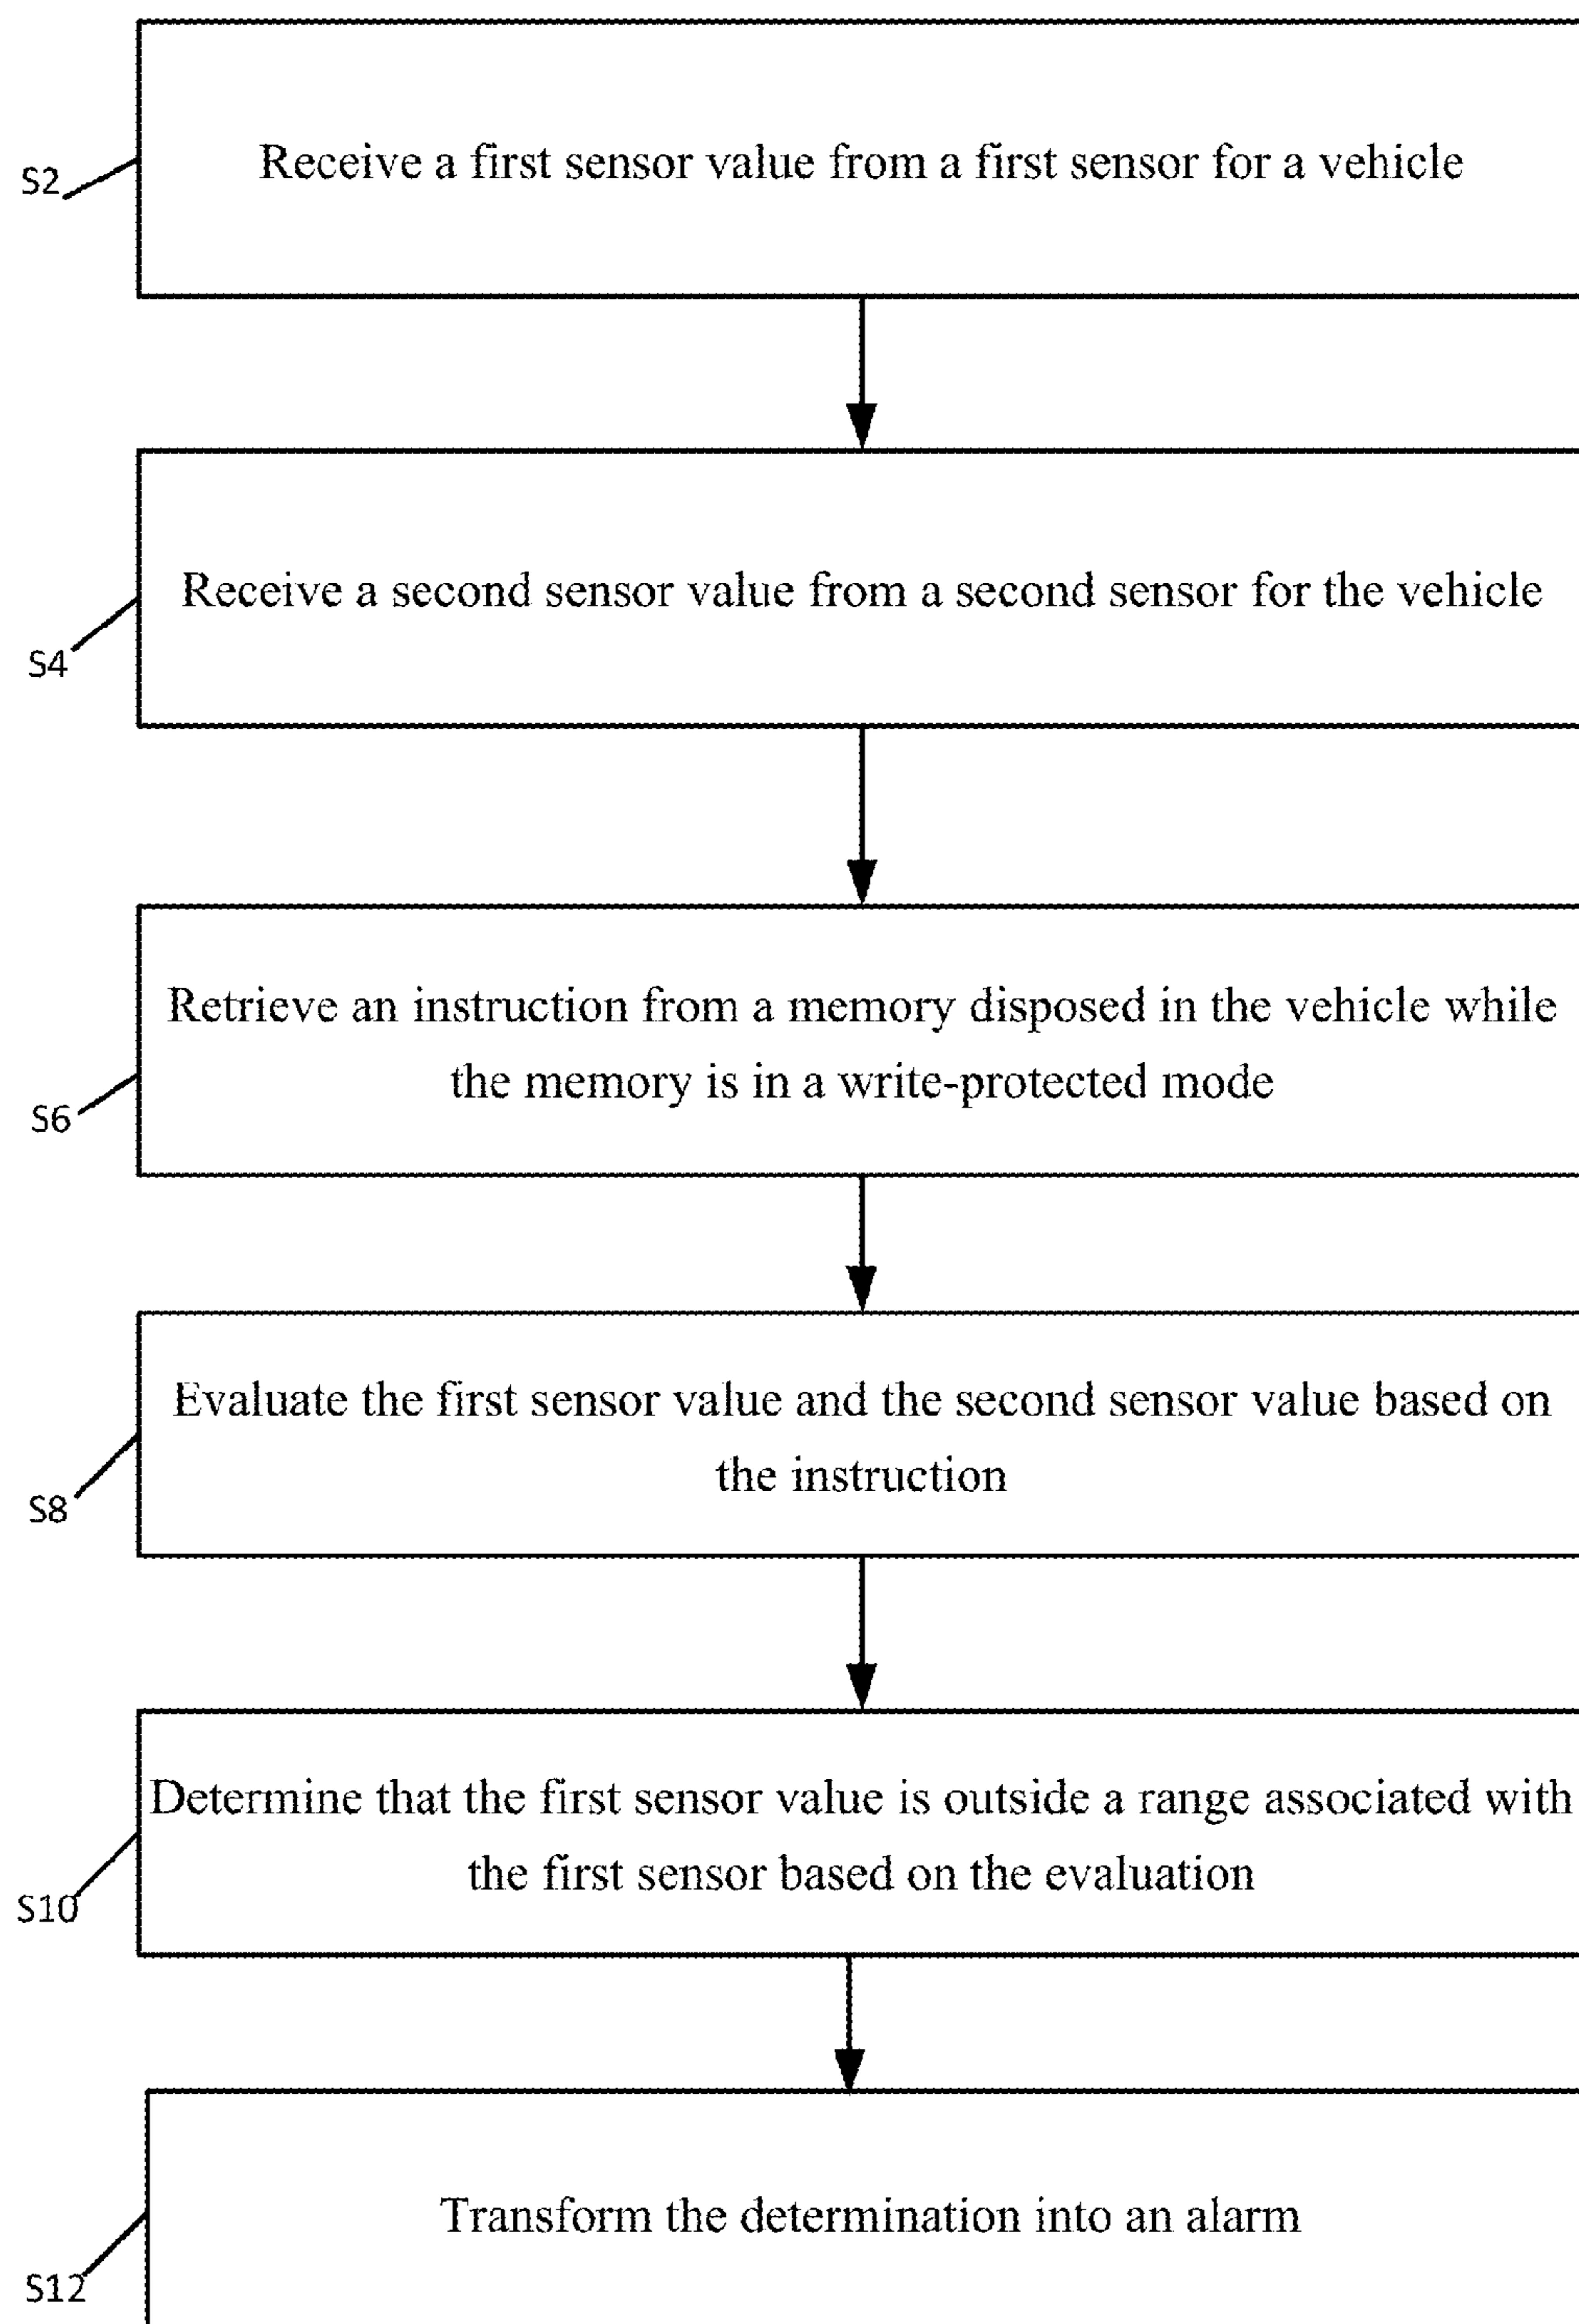 Receive a first sensor value from a first sensor for a vehicle
S2
Receive a second sensor value from a second sensor for the vehicle
S4
Retrieve an instruction from a memory disposed in the vehicle while
the memory is in a write-protected mode
S6
Evaluate the first sensor value and the second sensor value based on
the instruction
S8
Determine that the first sensor value is outside a range associated with
the first sensor based on the evaluation
S10
Transform the determination into an alarm
S12